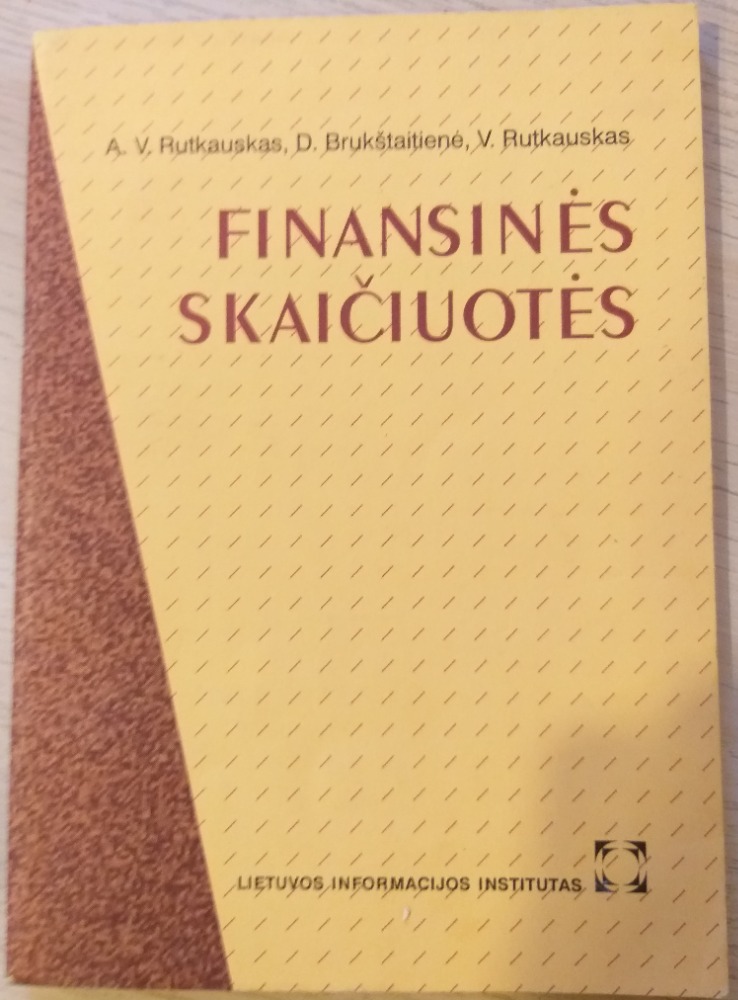 A. V. Rutkauskas, D. Brukštaitienė, V. Rutkauskas
FINANSINĖS
SKAIČIUOTĖS
LIETUVOS INFORMACIJOS INSTITUTAS